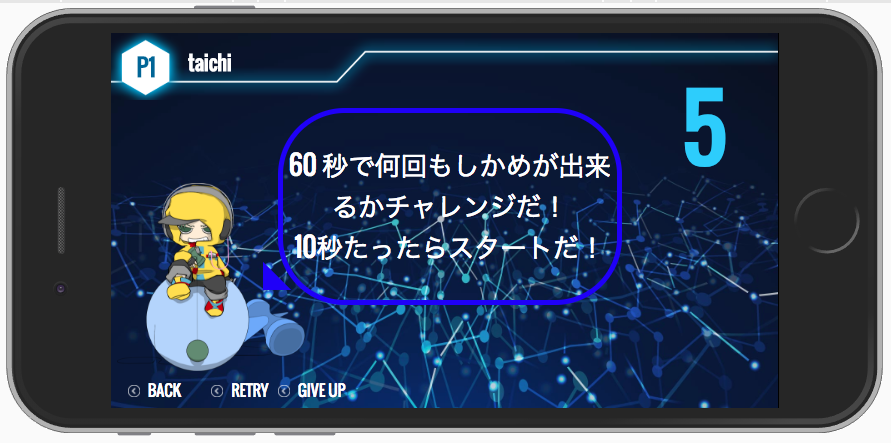 P1
taichi
5
60 秒で何回もしかめが出来
るかチャレンジだ！
10秒たったらスタートだ！
BACK
RETRY
GIVE UP